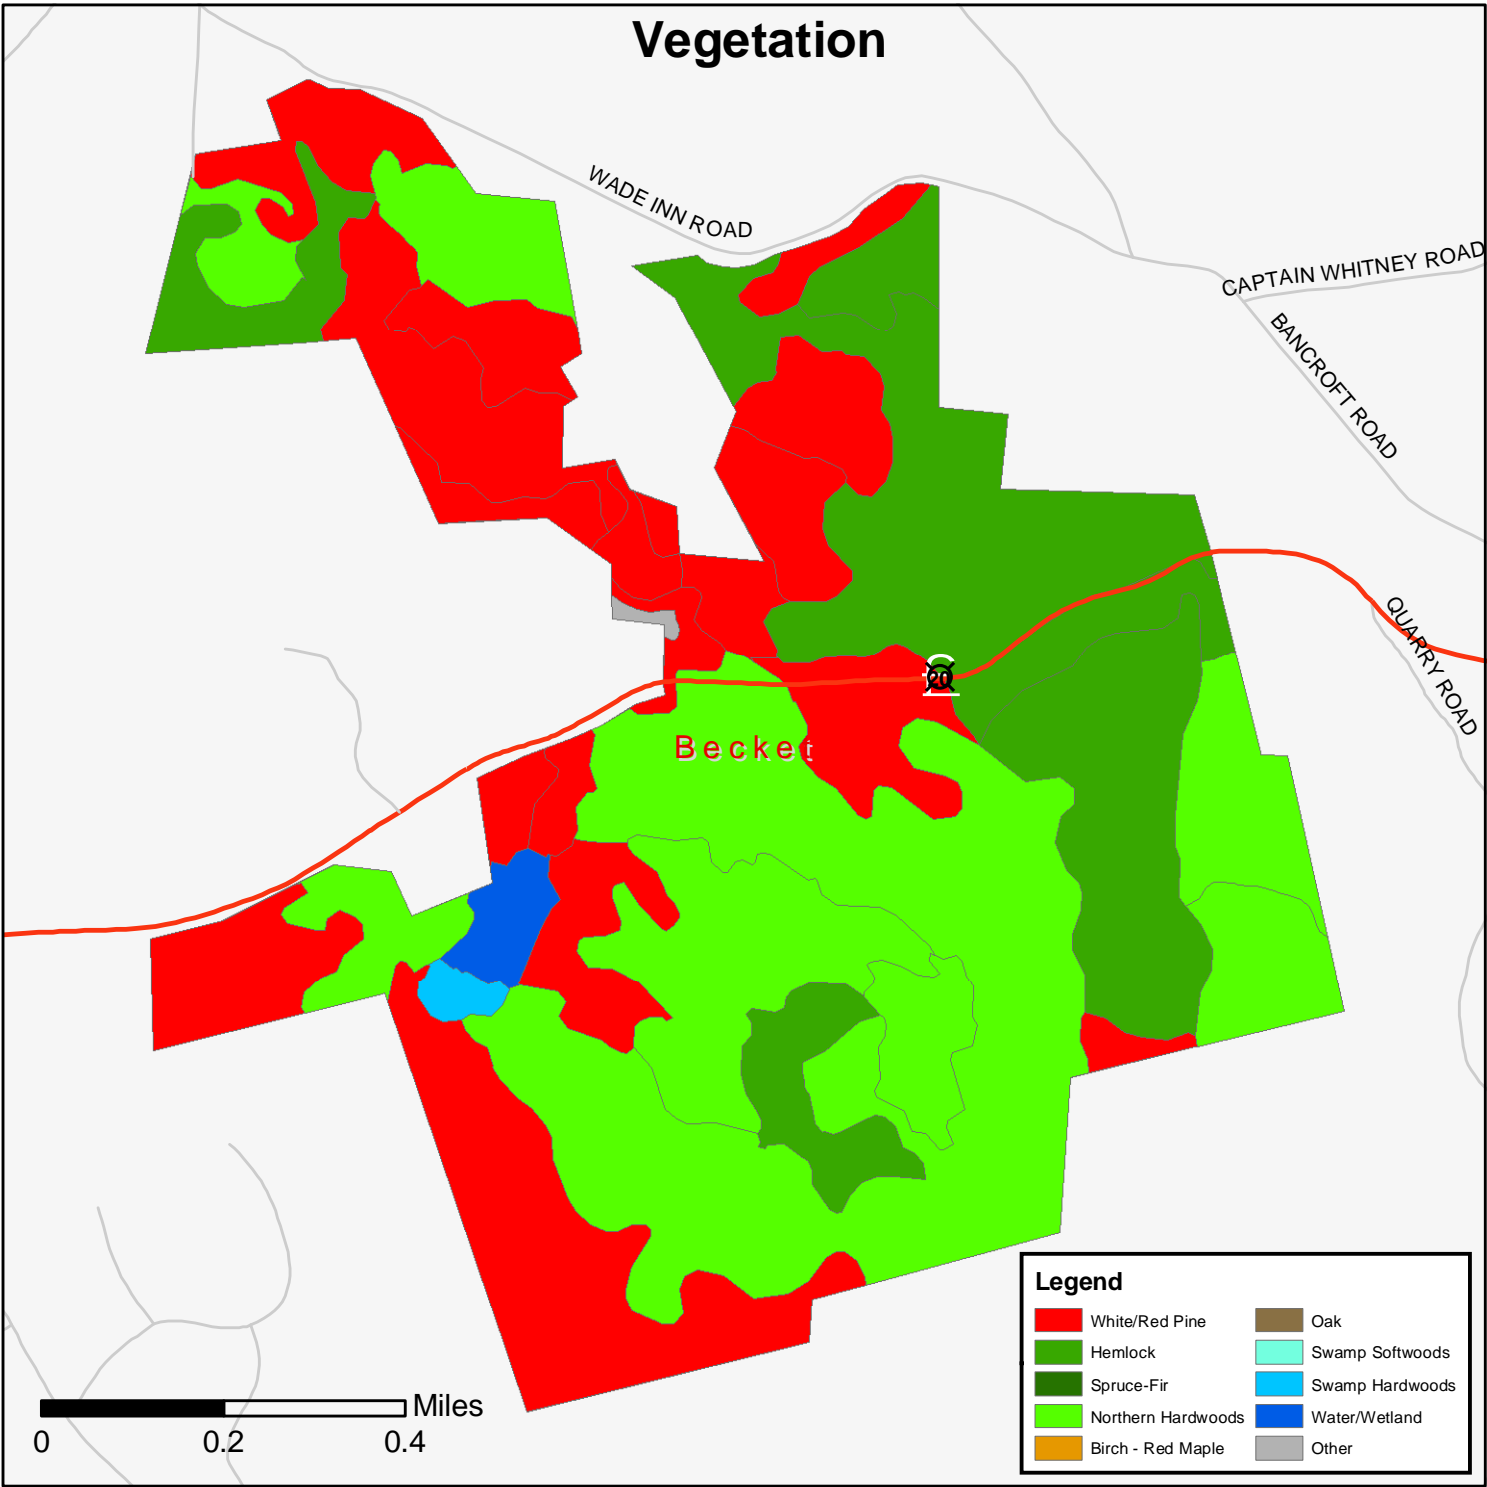 Vegetation
WADE INN ROAD
CAPTAIN WHITNEY ROAD
BANCROFT ROAD
QUARRY ROAD
20
Becket
Legend
White/Red Pine
Hemlock
Spruce-Fir
Northern Hardwoods
Birch - Red Maple
Oak
Swamp Softwoods
Swamp Hardwoods
Water/Wetland
Other
Miles
0 0.2 0.4